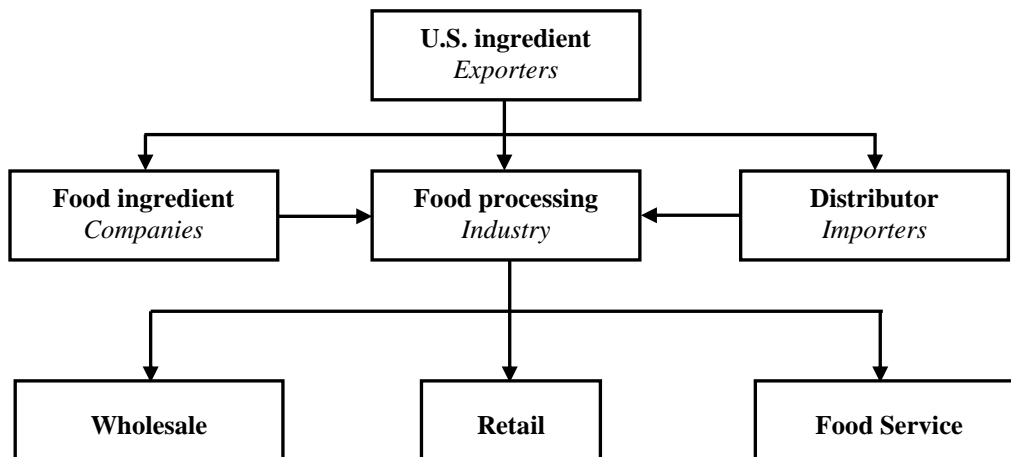 U.S. ingredient
Exporters
Food ingredient
Companies
Food processing
Industry
Distributor
Importers
Wholesale
Retail
Food Service